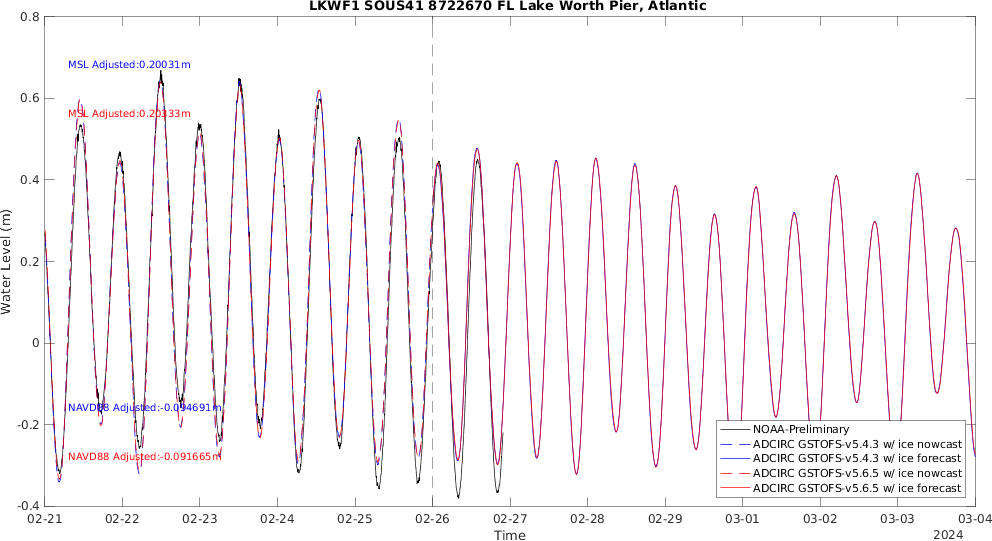 LKWF1 SOUS41 8722670 FL Lake Worth Pier, Atlantic
0.8
MSL Adjusted:0.20031m
0.6
MSL Adjusted:0.20333m
0.4
Water Level (m)
0.2
0
NAVD88 Adjusted:-0.094691m
-0.2
NOAA-Preliminary
ADCIRC GSTOFS-v5.4.3 w/ ice nowcast
NAVD88 Adjusted:-0.091665m
ADCIRC GSTOFS-v5.4.3 w/ ice forecast
ADCIRC GSTOFS-v5.6.5 w/ ice nowcast
ADCIRC GSTOFS-v5.6.5 w/ ice forecast
-0.4
02-21 02-22 02-23 02-24 02-25 02-26 02-27 02-28 02-29 03-01 03-02 03-03 03-04
Time
2024